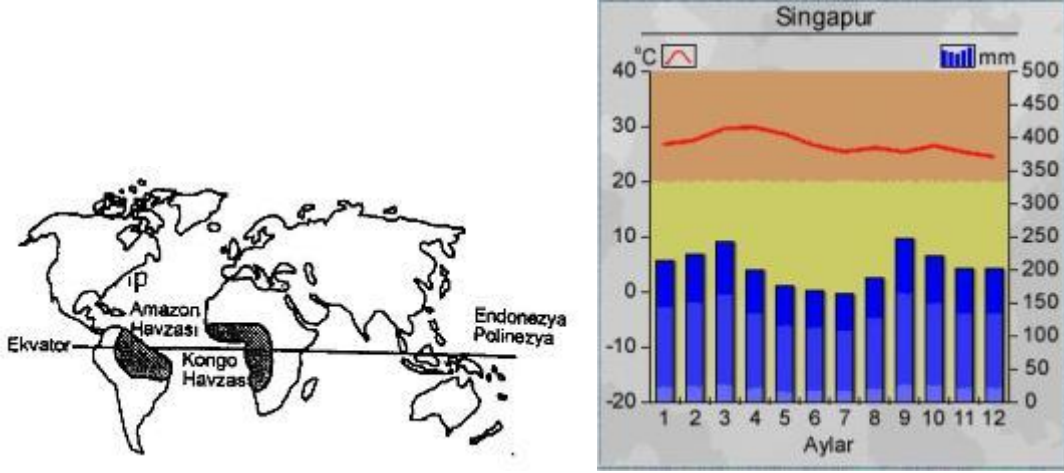 Amazon
Havzası
Ekvator
Kongo
Havzası
Endonezya
Polinezya
Singapur
°C
mm
40
30
20
10
0
-10
-20
500
450
400
350
300
250
200
150
100
50
0
1 2 3 4 5 6 7 8 9 10 11 12
Aylar